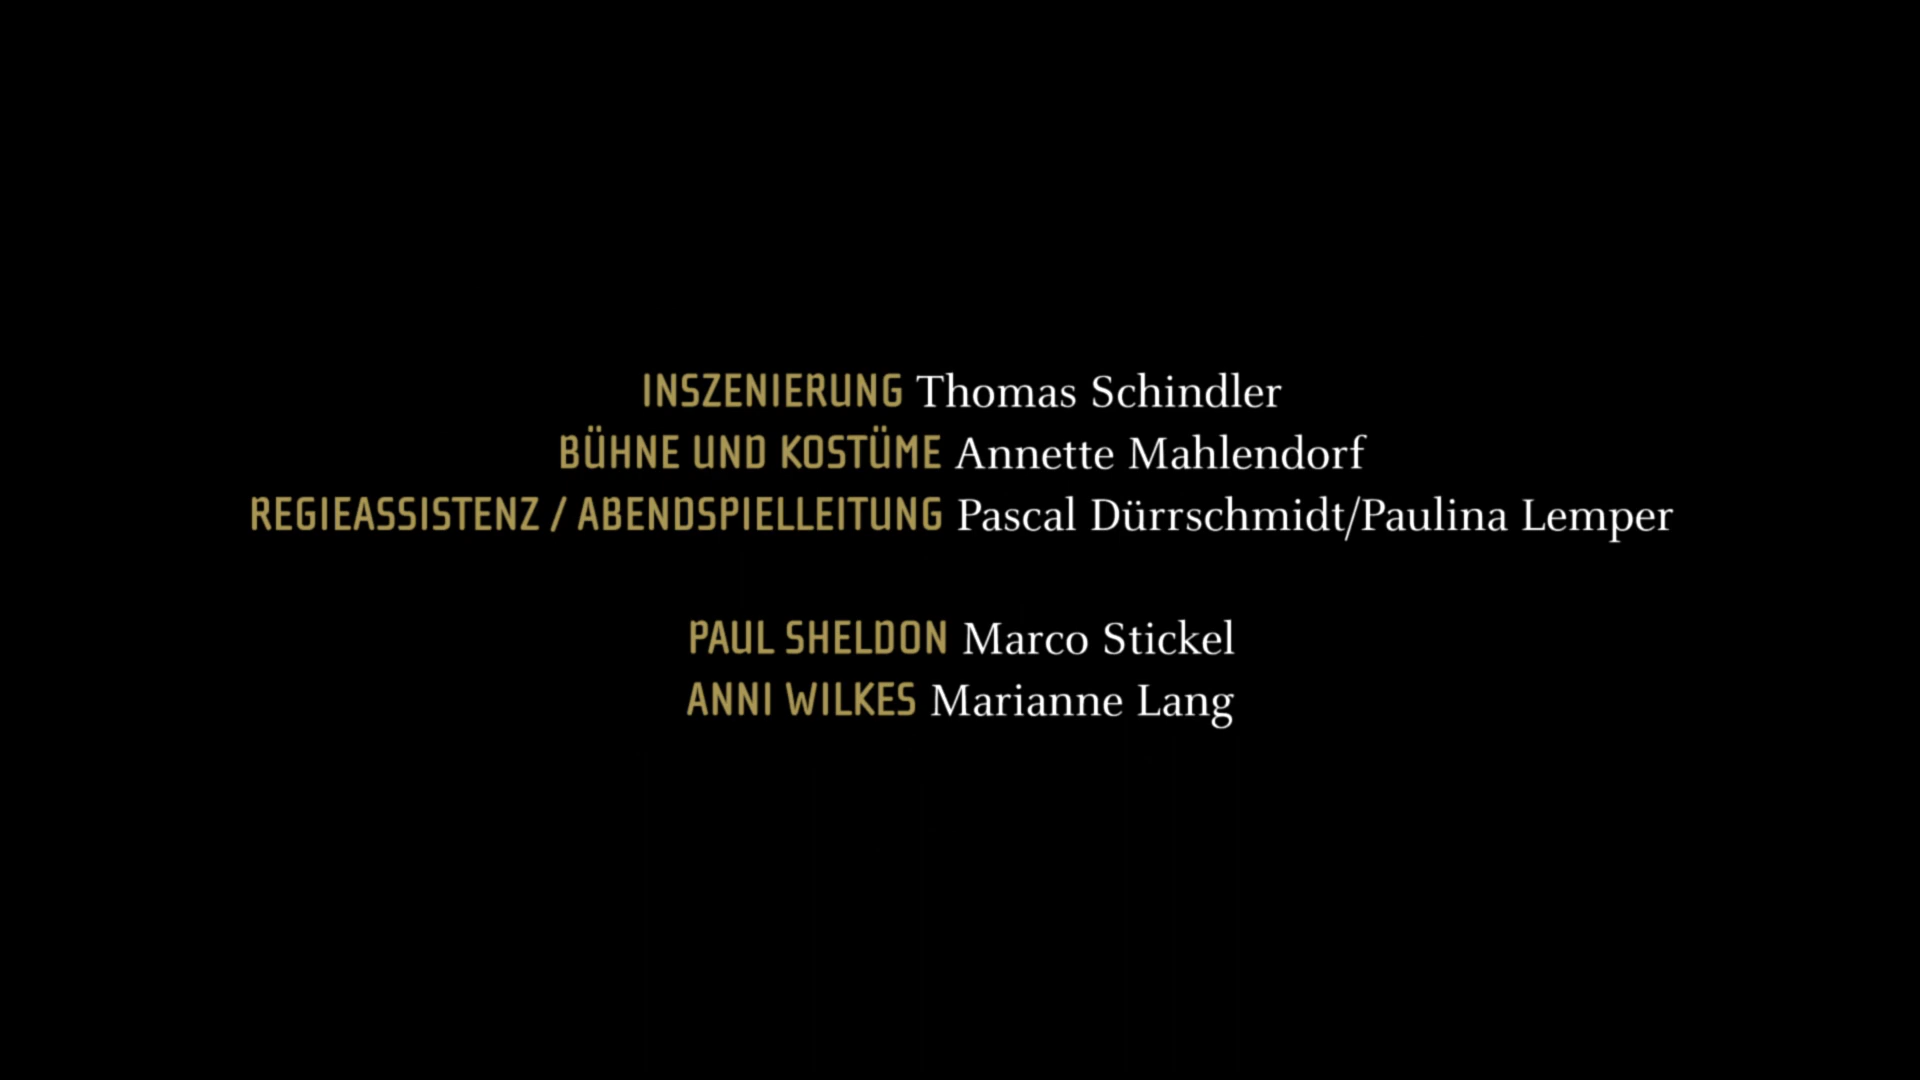 INSZENIERUNG Thomas Schindler
BÜHNE UND KOSTÜME Annette Mahlendorf
REGIEASSISTENZ / ABENDSPIELLEITUNG Pascal Dürrschmidt/Paulina Lemper
PAUL SHELDON Marco Stickel
ANNI WILKES Marianne Lang